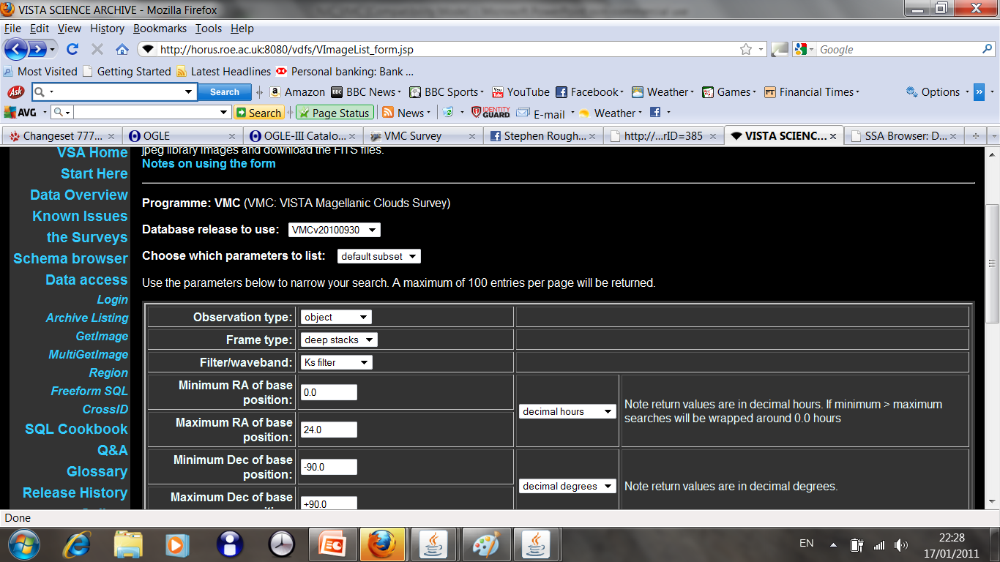 VISTA SCIENCE ARCHIVE - Mozilla Firefox
File Edit View History Bookmarks Tools Help
http://horus.roe.ac.uk:8080/vdfs/VImageList_form.jsp
Google
Most Visited Getting Started Latest Headlines Personal banking: Bank ...
Ask Search Amazon BBC News BBC Sports YouTube Facebook Weather Games Financial Times Options
AVG Search Page Status News IDENTITY GUARD E-mail Weather
Changeset 777... OGLE OGLE-III Catalo... VMC Survey Stephen Rough... http://...rID=385 VISTA SCIENC... SSA Browser: D...
VSA Home
Start Here
Data Overview
Known Issues
the Surveys
Schema browser
Data access
Login
Archive Listing
GetImage
MultiGetImage
Region
Freeform SQL
CrossID
SQL Cookbook
Q&A
Glossary
Release History
jpeg library images and download the FITS files.
Notes on using the form
Programme: VMC (VMC: VISTA Magellanic Clouds Survey)
Database release to use: VMCv20100930
Choose which parameters to list: default subset
Use the parameters below to narrow your search. A maximum of 100 entries per page will be returned.
Observation type: object
Frame type: deep stacks
Filter/waveband: Ks filter
Minimum RA of base
position: 0.0
Maximum RA of base
position: 24.0
decimal hours
Note return values are in decimal hours. If minimum > maximum
searches will be wrapped around 0.0 hours
Minimum Dec of base
position: -90.0
Maximum Dec of base
+90.0
decimal degrees
Note return values are in decimal degrees.
Done
EN
22:28
17/01/2011